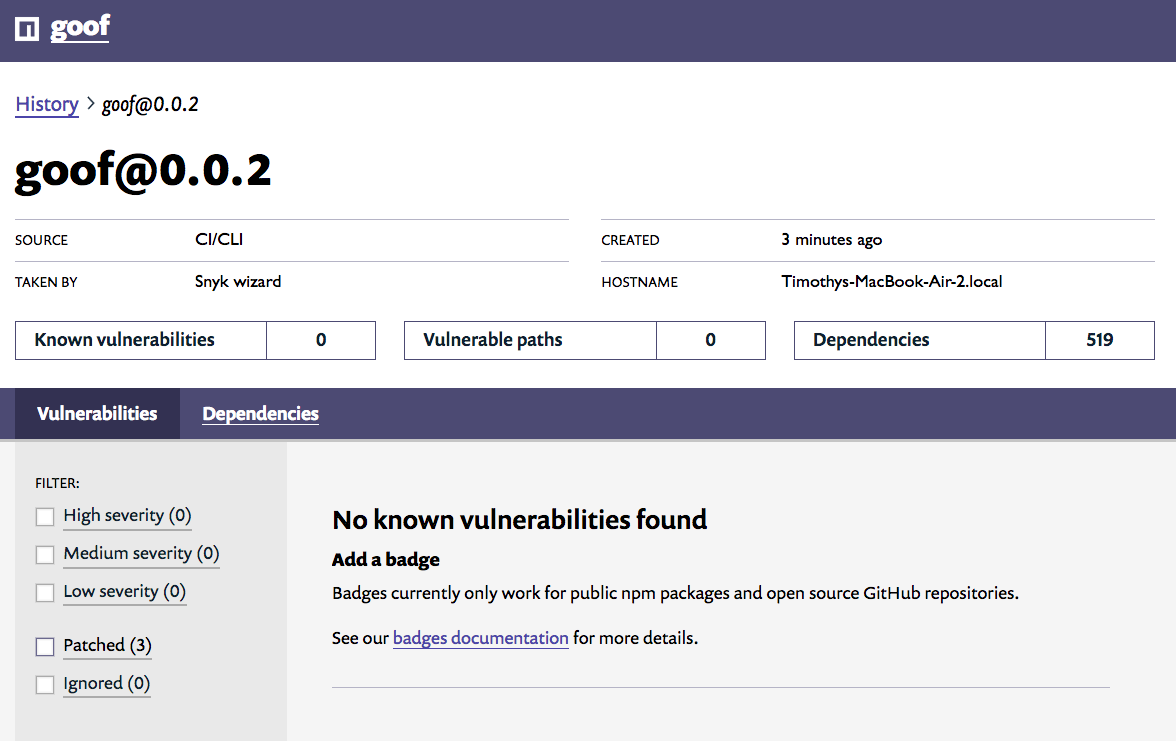 goof
History > goof@0.0.2
goof@0.0.2
SOURCE CI/CLI CREATED 3 minutes ago
TAKEN BY Snyk wizard HOSTNAME Timothys-MacBook-Air-2.local
Known vulnerabilities 0 Vulnerable paths 0 Dependencies 519
Vulnerabilities Dependencies
FILTER:
High severity (0)
Medium severity (0)
Low severity (0)
Patched (3)
Ignored (0)
No known vulnerabilities found
Add a badge
Badges currently only work for public npm packages and open source GitHub repositories.
See our badges documentation for more details.